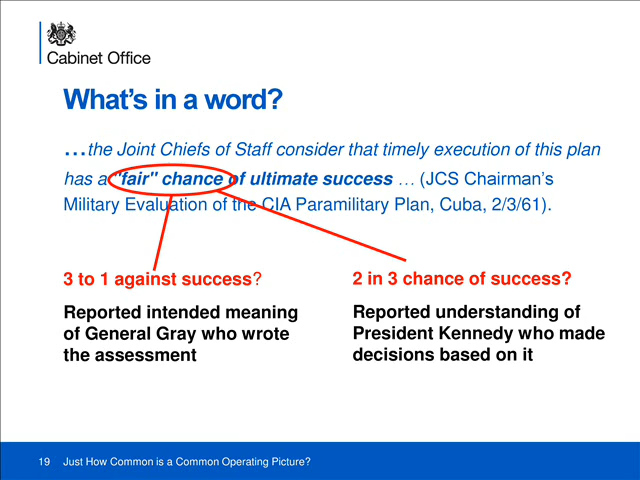 Cabinet Office
What's in a word?
…the Joint Chiefs of Staff consider that timely execution of this plan
has a "fair" chance of ultimate success … (JCS Chairman's
Military Evaluation of the CIA Paramilitary Plan, Cuba, 2/3/61).
3 to 1 against success?
Reported intended meaning
of General Gray who wrote
the assessment
2 in 3 chance of success?
Reported understanding of
President Kennedy who made
decisions based on it
19 Just How Common is a Common Operating Picture?